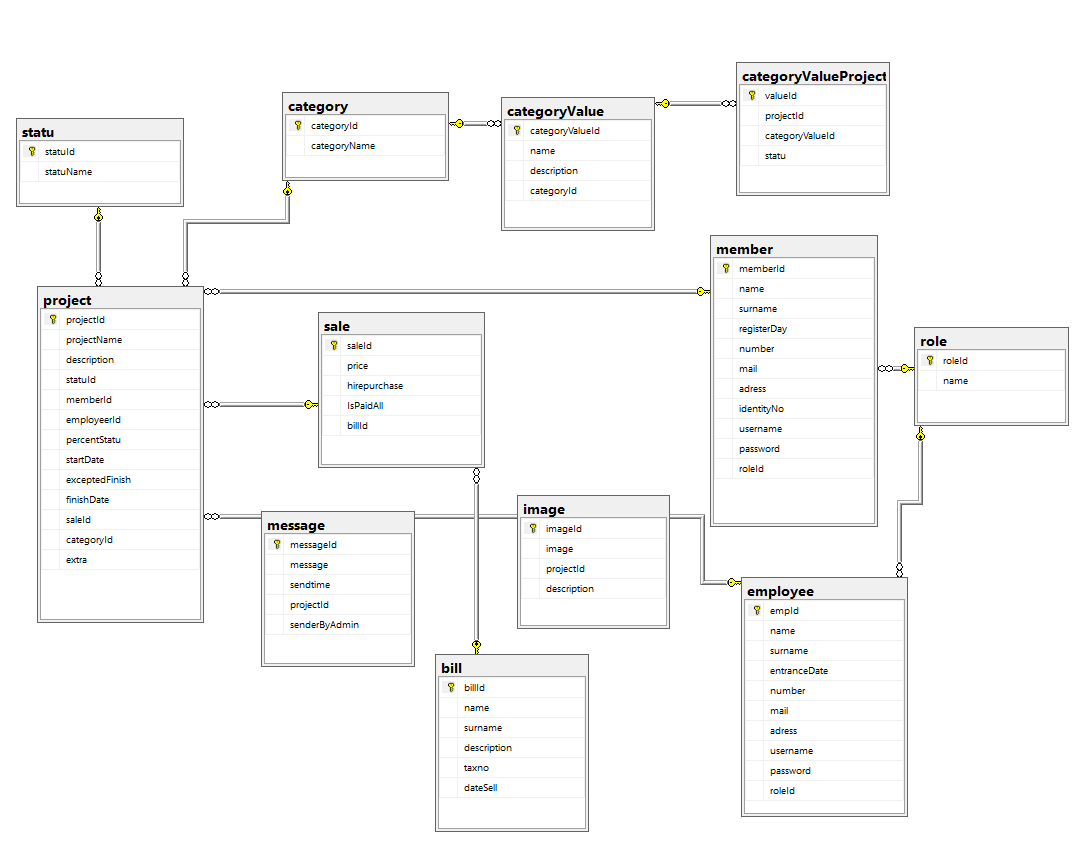 statu
statuId
statuName
category
categoryId
categoryName
categoryValue
categoryValueId
name
description
categoryId
categoryValueProject
valueId
projectId
categoryValueId
statu
project
projectId
projectName
description
statuId
memberId
employeerId
percentStatu
startDate
exceptedFinish
finishDate
saleId
categoryId
extra
sale
saleId
price
hirepurchase
IsPaidAll
billId
member
memberId
name
surname
registerDay
number
mail
adress
identityNo
username
password
roleId
role
roleId
name
message
messageId
message
sendtime
projectId
senderByAdmin
image
imageId
image
projectId
description
bill
billId
name
surname
description
taxno
dateSell
employee
empId
name
surname
entranceDate
number
mail
adress
username
password
roleId